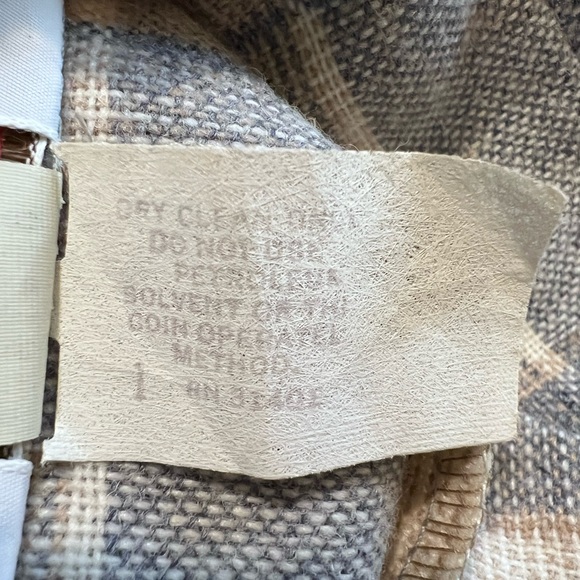 DRY CLEAN ONLY
DO NOT USE
PETROLEUM
SOLVENT OR THE
COIN OPERATED
METHOD.
1 RN